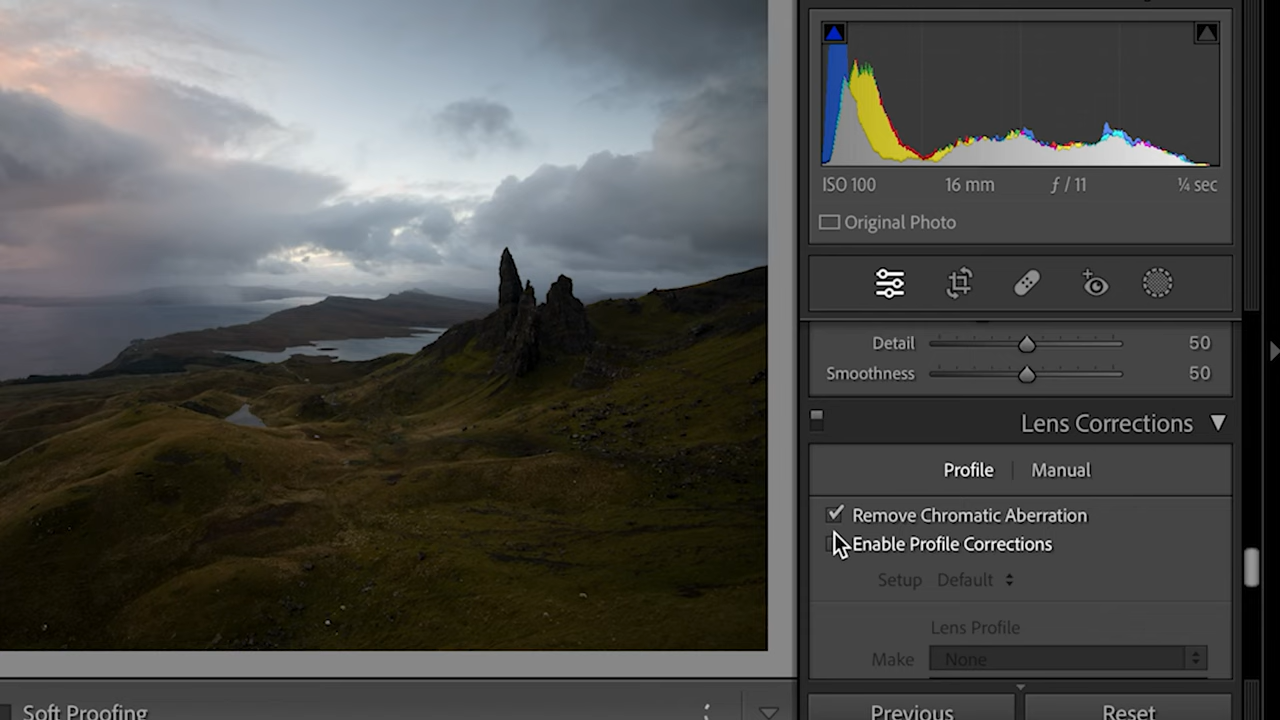 ISO 100 16 mm ƒ / 11 ¼ sec
Original Photo
Detail 50
Smoothness 50
Lens Corrections
Profile | Manual
Remove Chromatic Aberration
Enable Profile Corrections
Setup Default
Lens Profile
Make None
Soft Proofing
Previous Reset